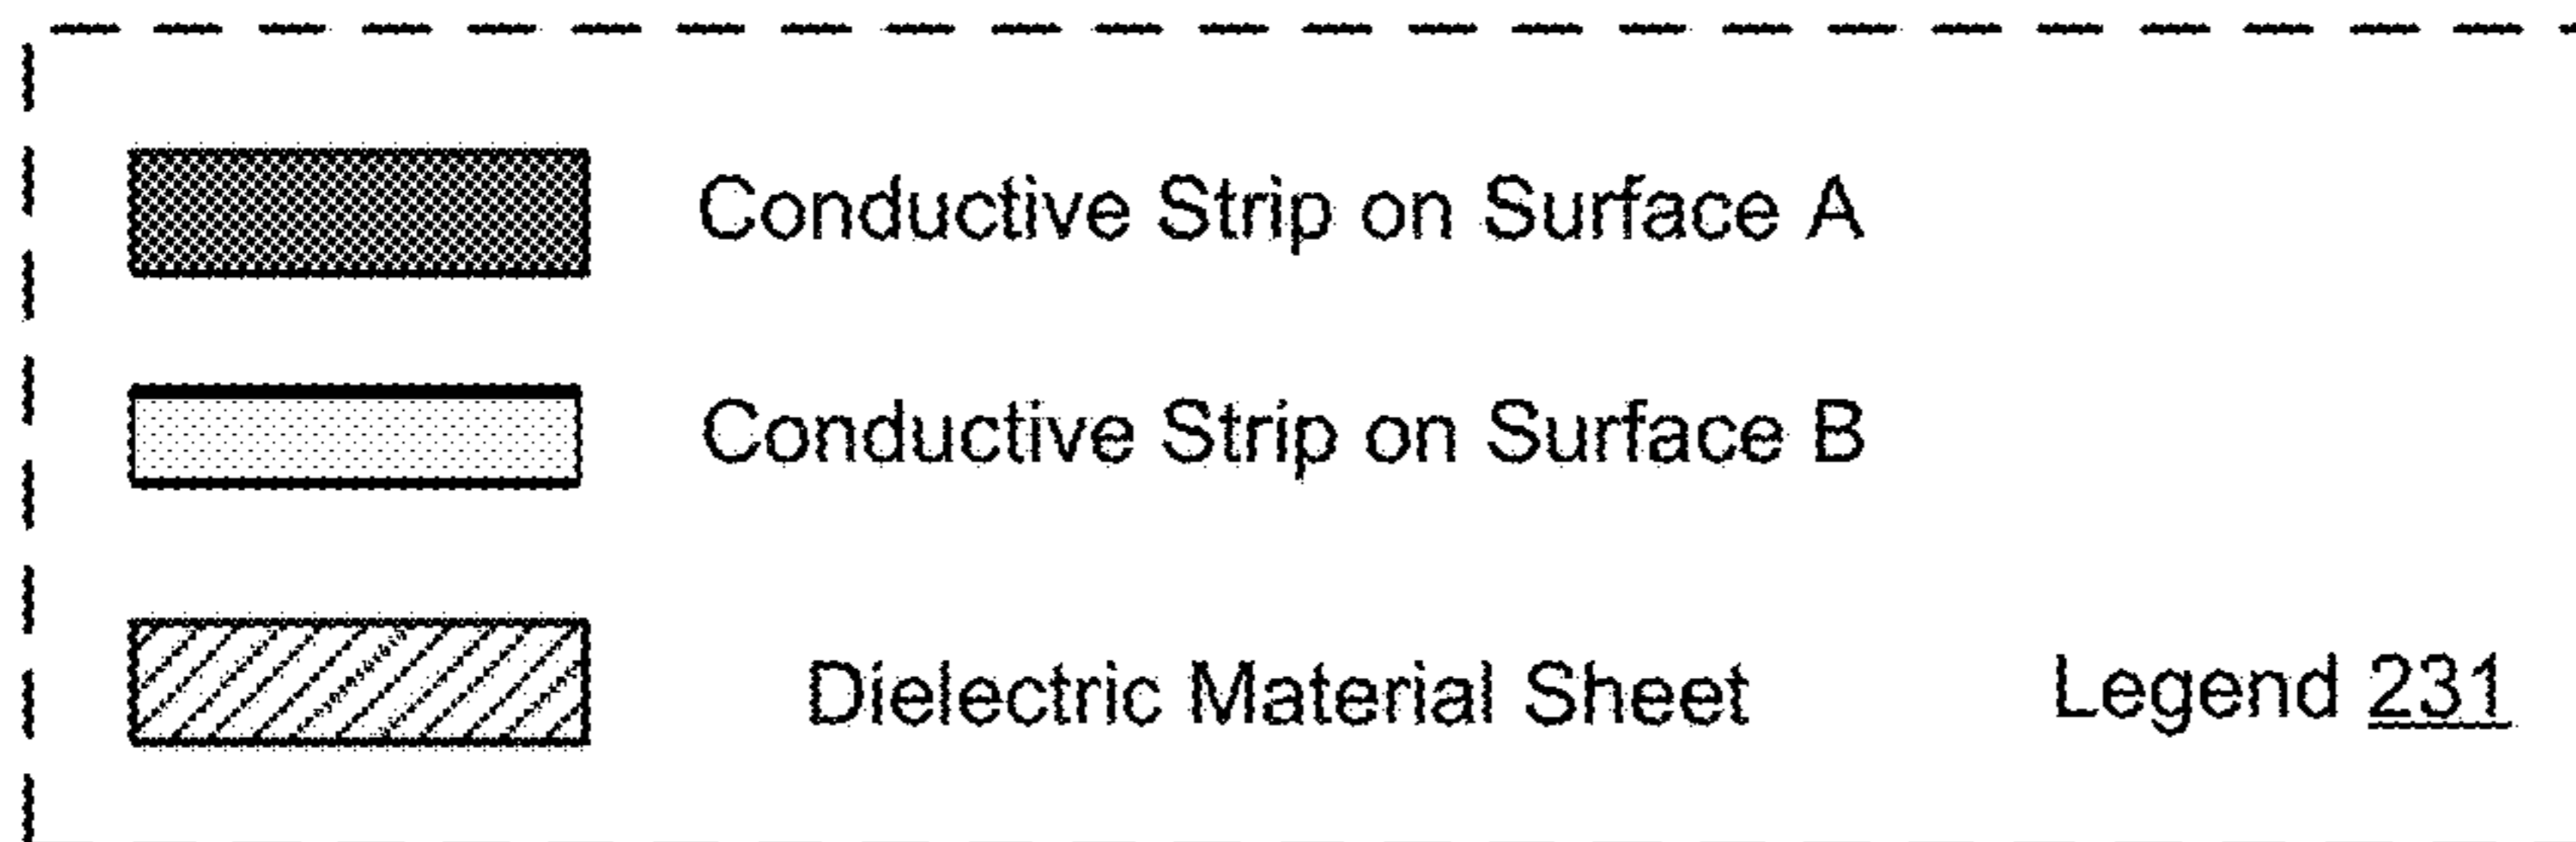 Conductive Strip on Surface A
Conductive Strip on Surface B
Dielectric Material Sheet
Legend 231